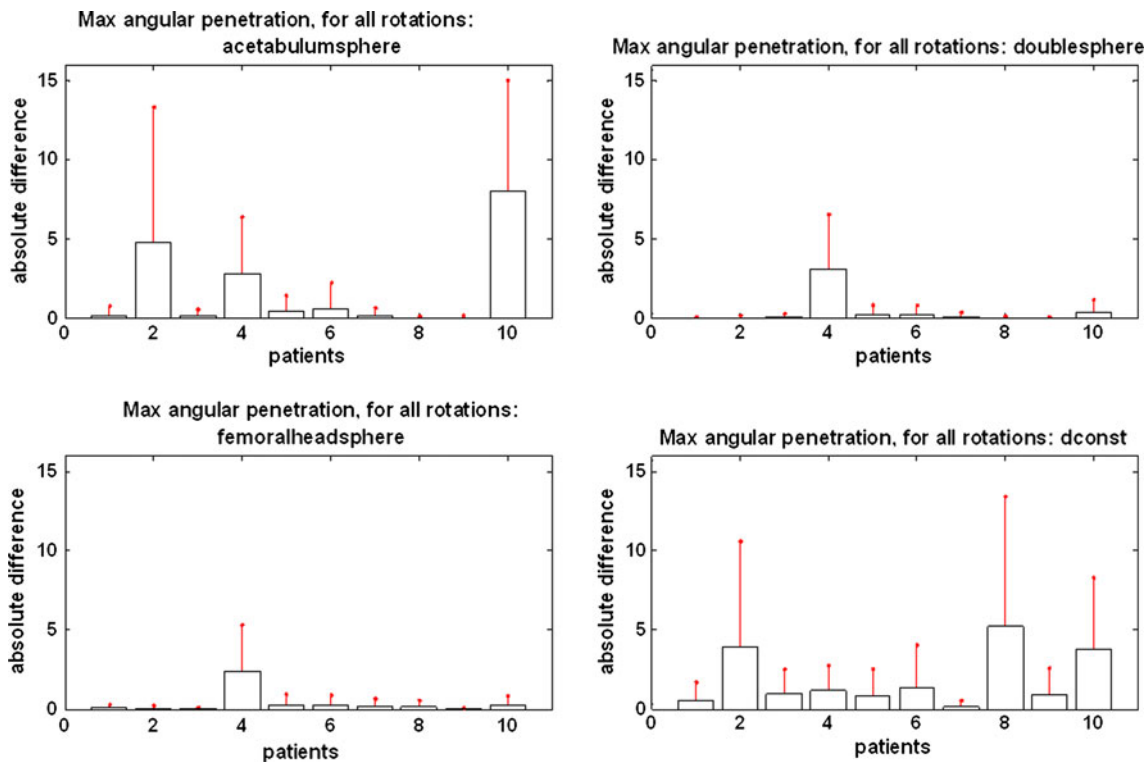 Max angular penetration, for all rotations:
acetabulumsphere
absolute difference
15
10
5
0
0 2 4 6 8 10
patients
Max angular penetration, for all rotations: doublesphere
absolute difference
15
10
5
0
0 2 4 6 8 10
patients
Max angular penetration, for all rotations:
femoralheadsphere
absolute difference
15
10
5
0
0 2 4 6 8 10
patients
Max angular penetration, for all rotations: dconst
absolute difference
15
10
5
0
0 2 4 6 8 10
patients